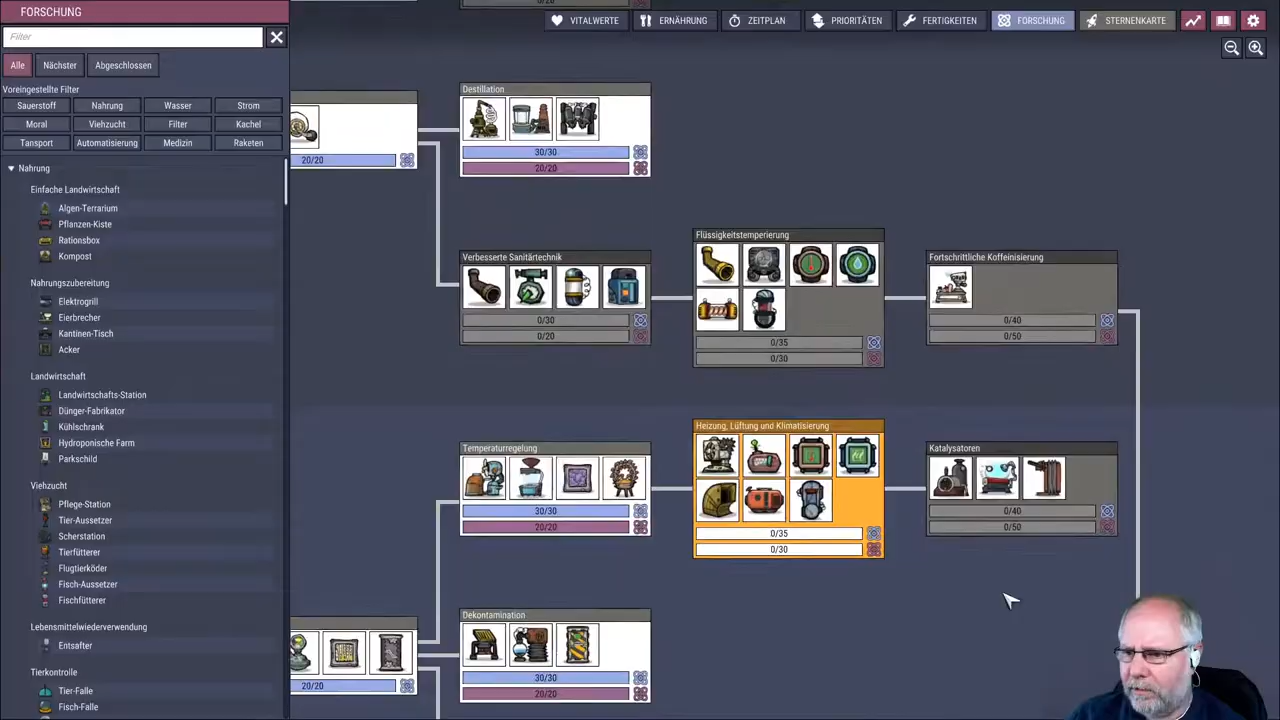 FORSCHUNG
VITALWERTE
ERNÄHRUNG
ZEITPLAN
PRIORITÄTEN
FERTIGKEITEN
FORSCHUNG
STERNENKARTE
Filter
Alle
Nächster
Abgeschlossen
Voreingestellte Filter
Sauerstoff
Nahrung
Wasser
Strom
Moral
Viehzucht
Filter
Kachel
Transport
Automatisierung
Medizin
Raketen
Nahrung
Einfache Landwirtschaft
Algen-Terrarium
Pflanzen-Kiste
Rationsbox
Kompost
Nahrungszubereitung
Elektrogrill
Eierbrecher
Kantinen-Tisch
Acker
Landwirtschaft
Landwirtschafts-Station
Dünger-Fabrikator
Kühlschrank
Hydroponische Farm
Parkschild
Viehzucht
Pflege-Station
Tier-Aussetzer
Scherstation
Tierfütterer
Flugtierköder
Fisch-Aussetzer
Fischfütterer
Lebensmittelwiederverwendung
Entsafter
Tierkontrolle
Tier-Falle
Fisch-Falle
20/20
Destillation
30/30
20/20
Verbesserte Sanitärtechnik
0/30
0/20
Flüssigkeitstemperierung
0/35
0/30
Fortschrittliche Koffeinisierung
0/40
0/50
Temperaturregelung
30/30
20/20
Heizung, Lüftung und Klimatisierung
0/35
0/30
Katalysatoren
0/40
0/50
20/20
Dekontamination
30/30
20/20